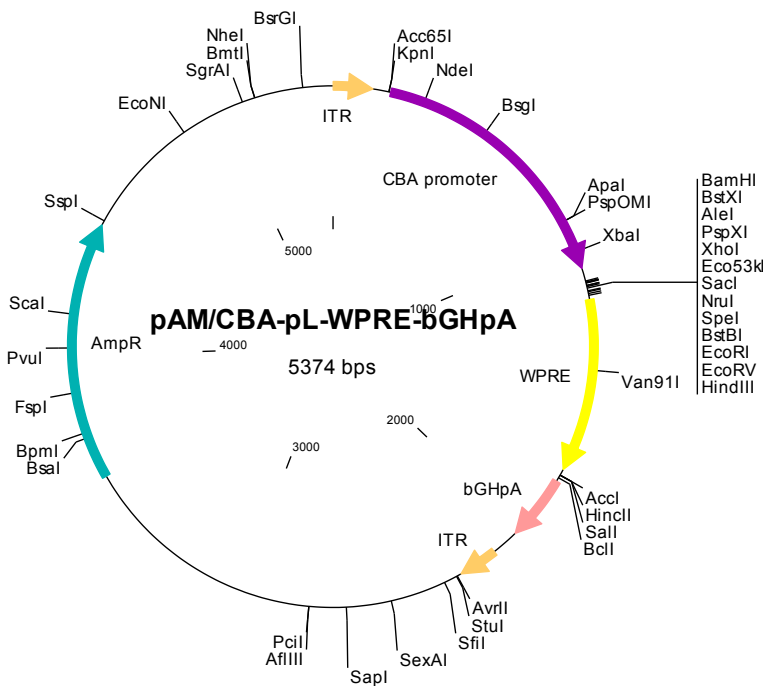 BsrGI
NheI
BmtI
SgrAI
EcoNI
SspI
ScaI
PvuI
FspI
BpmI
BsaI
AmpR
ITR
Acc65I
KpnI
NdeI
BsgI
CBA promoter
ApaI
PspOMI
XbaI
BamHI
BstXI
AleI
PspXI
XhoI
Eco53kI
SacI
NruI
SpeI
BstBI
EcoRI
EcoRV
HindIII
5000
1000
4000
2000
3000
pAM/CBA-pL-WPRE-bGHpA
5374 bps
WPRE
Van91I
bGHpA
AccI
HincII
SalI
BclI
ITR
AvrII
StuI
SfiI
SexAI
SapI
PciI
AflIII